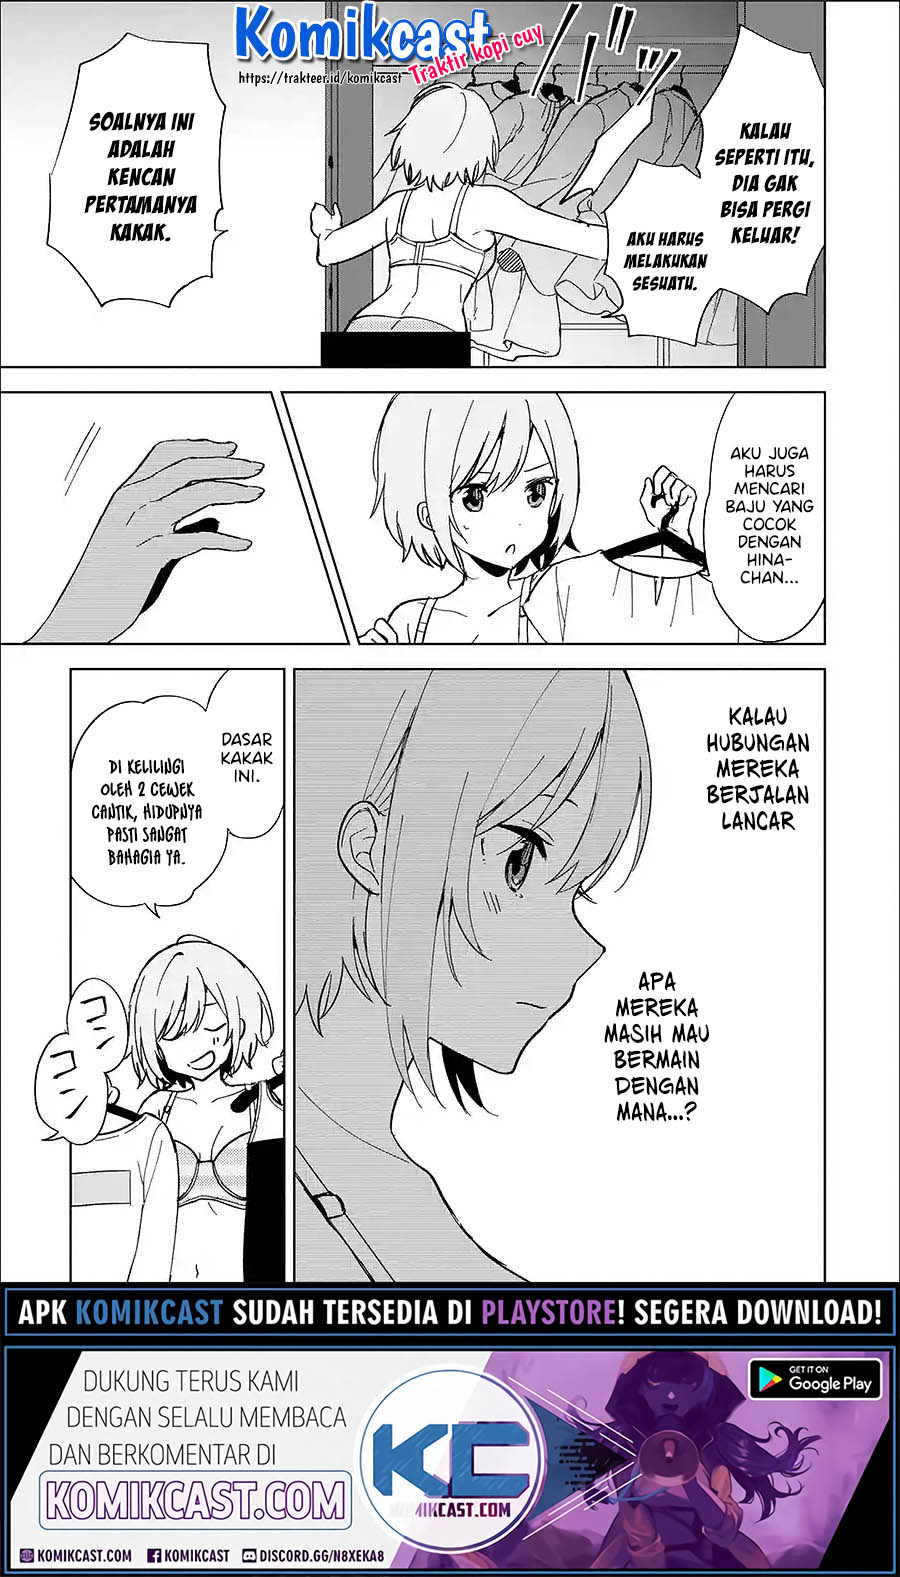 Komikcast
Traktir kopi cuy
https://trakteer.id/komikcast
KALAU
SEPERTI ITU,
DIA GAK
BISA PERGI
KELUAR!
AKU HARUS
MELAKUKAN
SESUATU.
SOALNYA INI
ADALAH
KENCAN
PERTAMANYA
KAKAK.
AKU JUGA
HARUS
MENCARI
BAJU YANG
COCOK
DENGAN
HINA-
CHAN...
KALAU
HUBUNGAN
MEREKA
BERJALAN
LANCAR
APA
MEREKA
MASIH MAU
BERMAIN
DENGAN
MANA...?
DASAR
KAKAK
INI.
DI KELILINGI
OLEH 2 CEWEK
CANTIK, HIDUPNYA
PASTI SANGAT
BAHAGIA YA.
コン
コン
APK KOMIKCAST SUDAH TERSEDIA DI PLAYSTORE! SEGERA DOWNLOAD!
DUKUNG TERUS KAMI
DENGAN SELALU MEMBACA
DAN BERKOMENTAR DI
KOMIKCAST.COM
KC
KOMIKCAST.COM
GET IT ON
Google Play
KOMIKCAST.COM
KOMIKCAST
DISCORD.GG/N8XEKA8